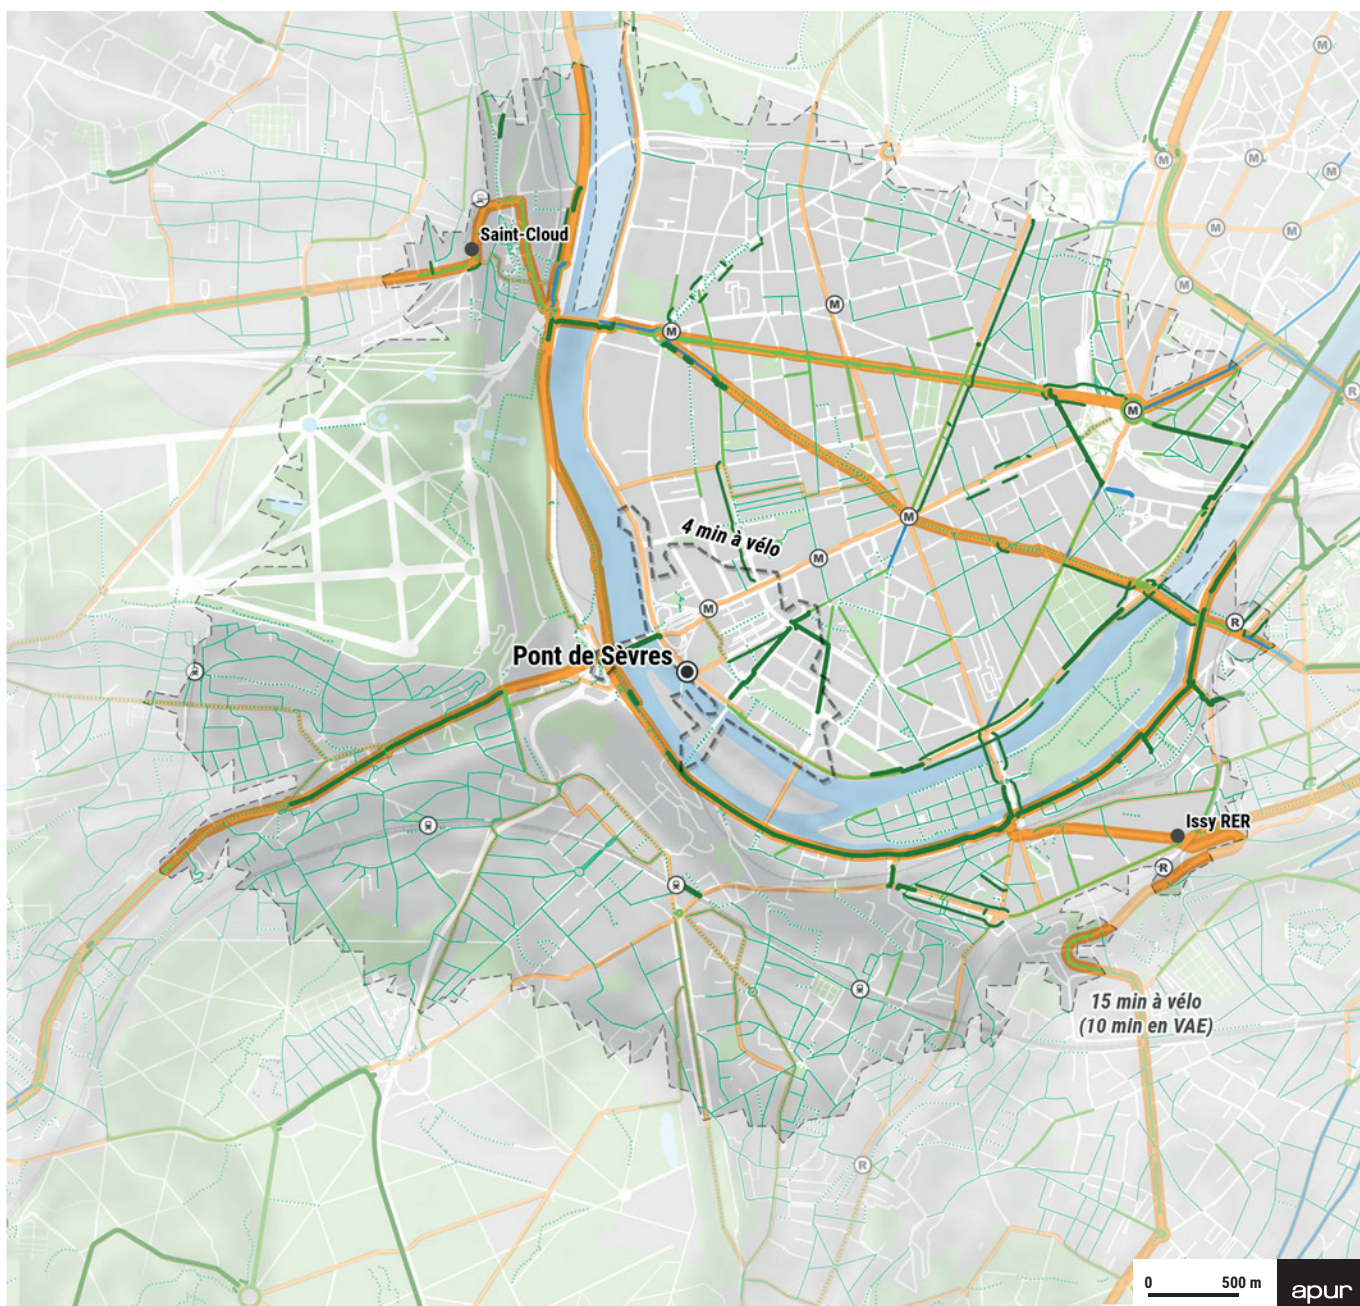 M
M
M
M
Saint-Cloud
M
M
M
M
M
R
M
M
4 min à vélo
M
M
R
Pont de Sèvres
Issy RER
R
15 min à vélo
(10 min en VAE)
R
0 500 m
apur